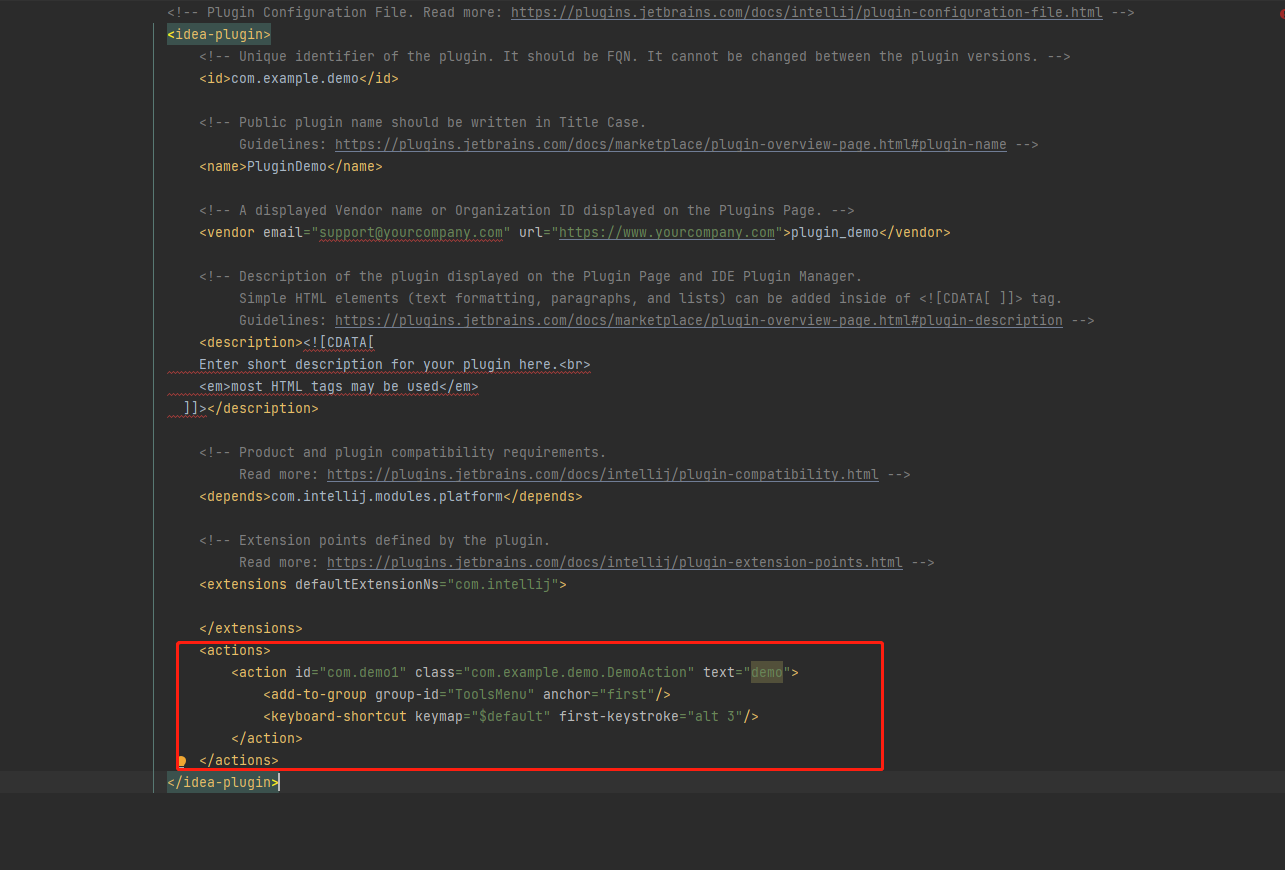 <!-- Plugin Configuration File. Read more: https://plugins.jetbrains.com/docs/intellij/plugin-configuration-file.html -->
<idea-plugin>
    <!-- Unique identifier of the plugin. It should be FQN. It cannot be changed between the plugin versions. -->
    <id>com.example.demo</id>

    <!-- Public plugin name should be written in Title Case.
         Guidelines: https://plugins.jetbrains.com/docs/marketplace/plugin-overview-page.html#plugin-name -->
    <name>PluginDemo</name>

    <!-- A displayed Vendor name or Organization ID displayed on the Plugins Page. -->
    <vendor email="support@yourcompany.com" url="https://www.yourcompany.com">plugin_demo</vendor>

    <!-- Description of the plugin displayed on the Plugin Page and IDE Plugin Manager.
         Simple HTML elements (text formatting, paragraphs, and lists) can be added inside of <![CDATA[ ]]> tag.
         Guidelines: https://plugins.jetbrains.com/docs/marketplace/plugin-overview-page.html#plugin-description -->
    <description><![CDATA[
    Enter short description for your plugin here.<br>
    <em>most HTML tags may be used</em>
  ]]></description>

    <!-- Product and plugin compatibility requirements.
         Read more: https://plugins.jetbrains.com/docs/intellij/plugin-compatibility.html -->
    <depends>com.intellij.modules.platform</depends>

    <!-- Extension points defined by the plugin.
         Read more: https://plugins.jetbrains.com/docs/intellij/plugin-extension-points.html -->
    <extensions defaultExtensionNs="com.intellij">

    </extensions>
    <actions>
        <action id="com.demo1" class="com.example.demo.DemoAction" text="demo">
            <add-to-group group-id="ToolsMenu" anchor="first"/>
            <keyboard-shortcut keymap="$default" first-keystroke="alt 3"/>
        </action>
    </actions>
</idea-plugin>